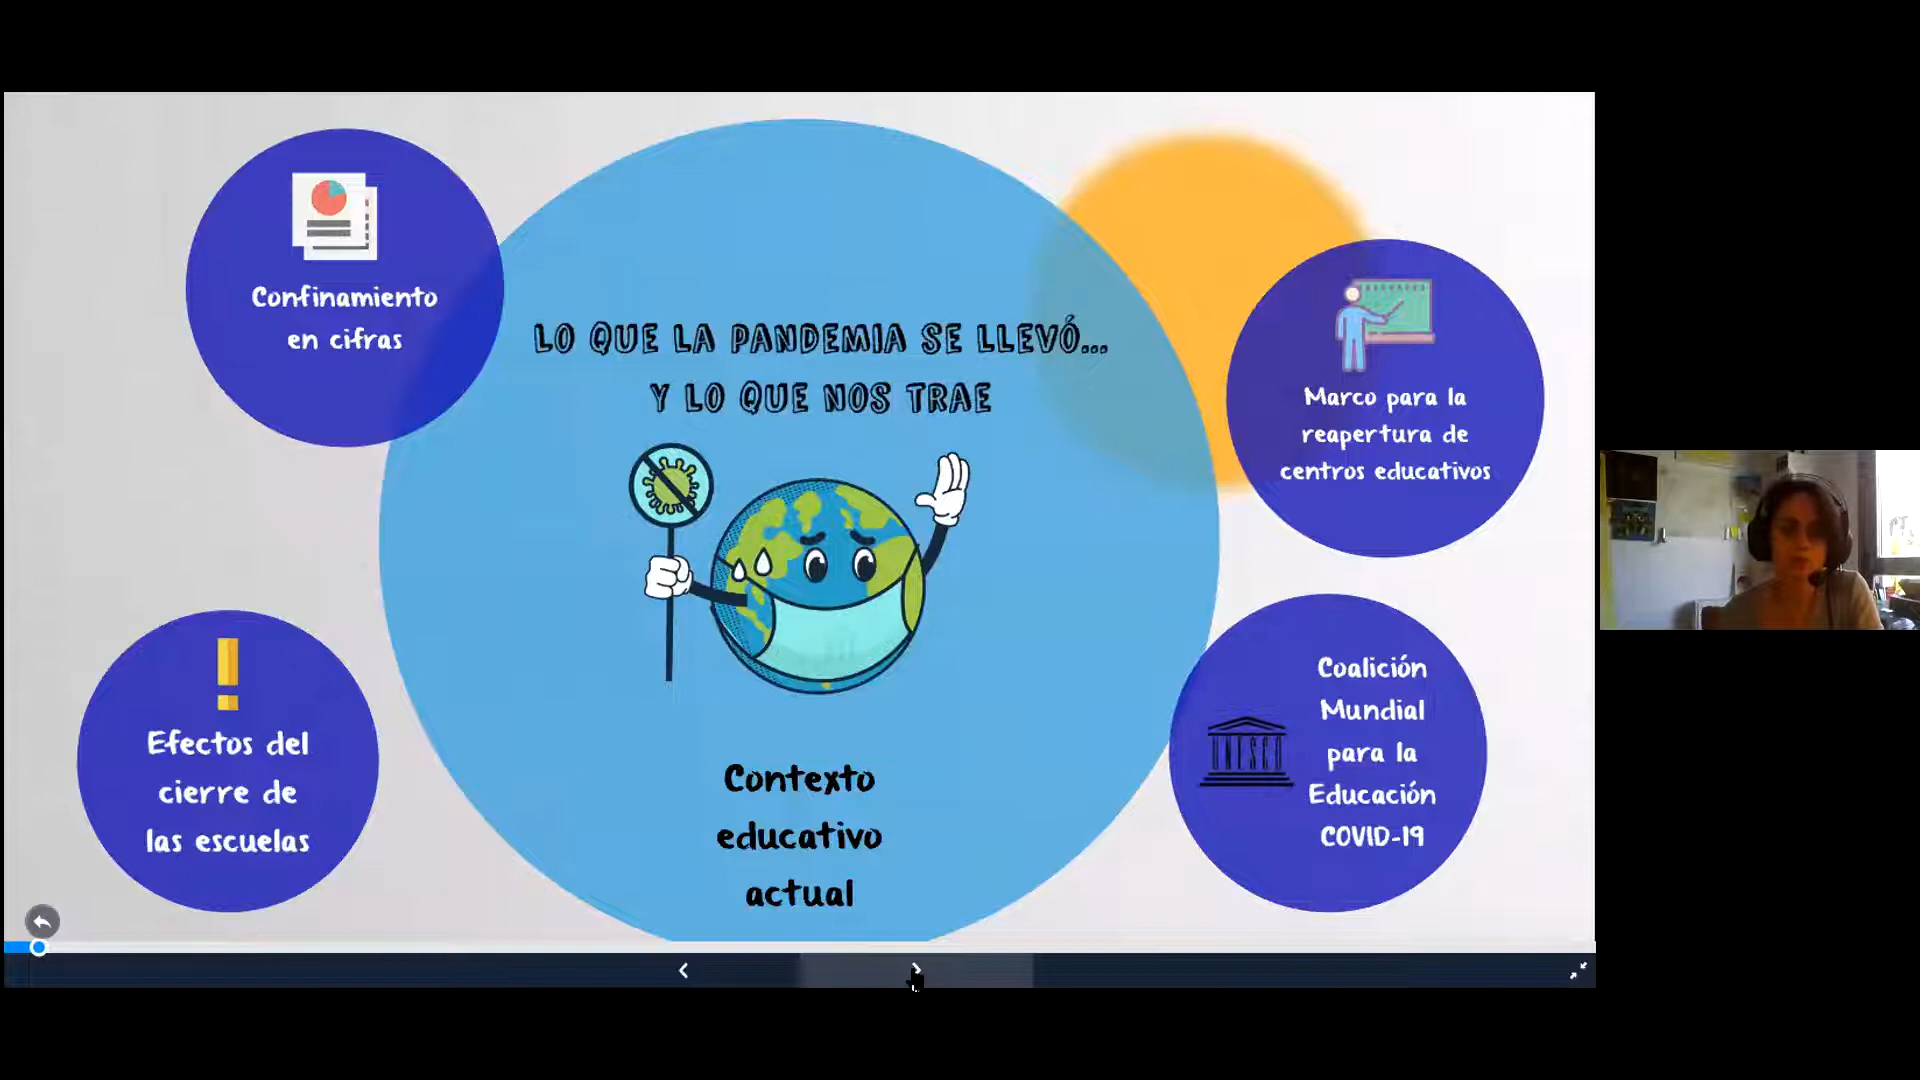 Confinamiento
en cifras
LO QUE LA PANDEMIA SE LLEVÓ...
Y LO QUE NOS TRAE
Marco para la
reapertura de
centros educativos
Efectos del
cierre de
las escuelas
Contexto
educativo
actual
UNESCO
Coalición
Mundial
para la
Educación
COVID-19